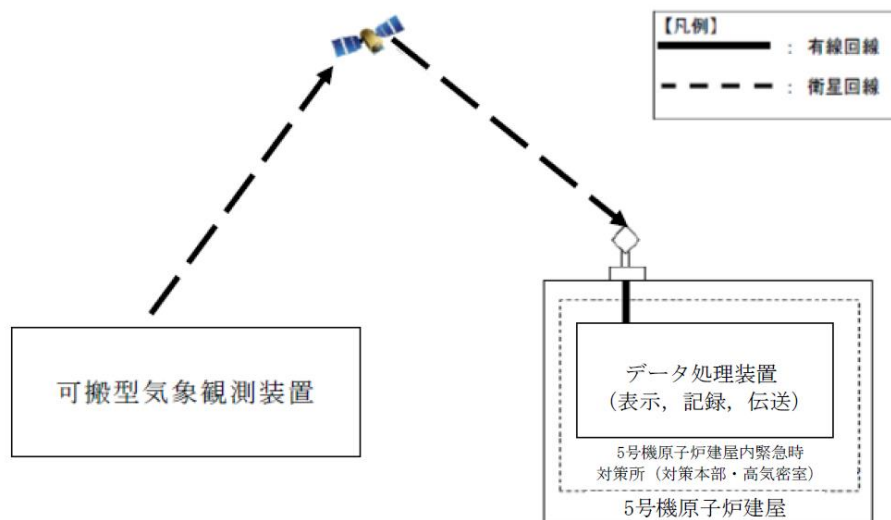 【凡例】
： 有線回線
： 衛星回線
可搬型気象観測装置
データ処理装置
（表示，記録，伝送）
5号機原子炉建屋内緊急時
対策所（対策本部・高気密室）
5号機原子炉建屋